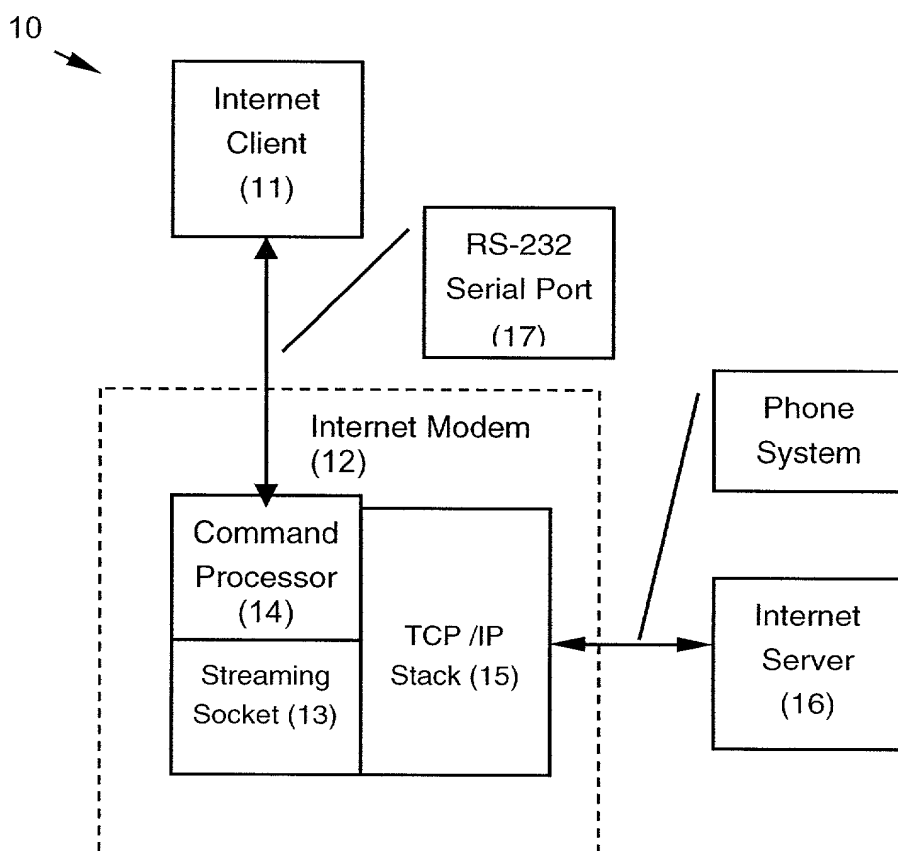 10
Internet
Client
(11)
RS-232
Serial Port
(17)
Internet Modem
(12)
Phone
System
Command
Processor
(14)
TCP /IP
Stack (15)
Streaming
Socket (13)
Internet
Server
(16)